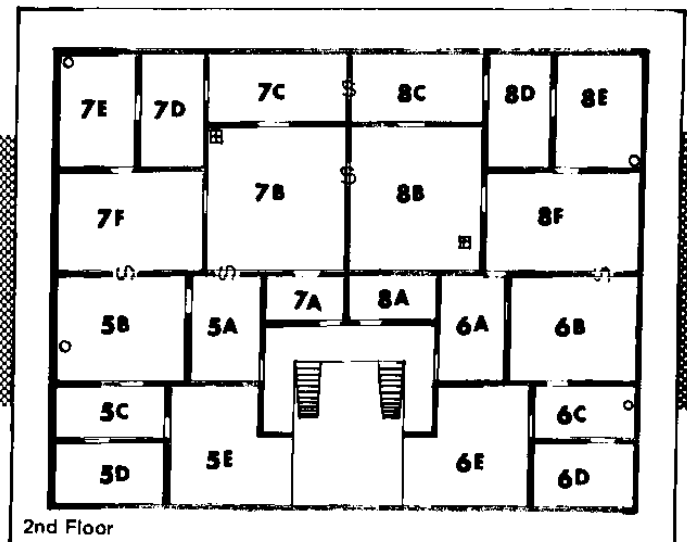 7E 7D 7C 8C 8D 8E
7F 7B 8B 8F
S
S
S S S
5B 5A 7A 8A 6A 6B
5C 6C
5D 5E 6E 6D
2nd Floor